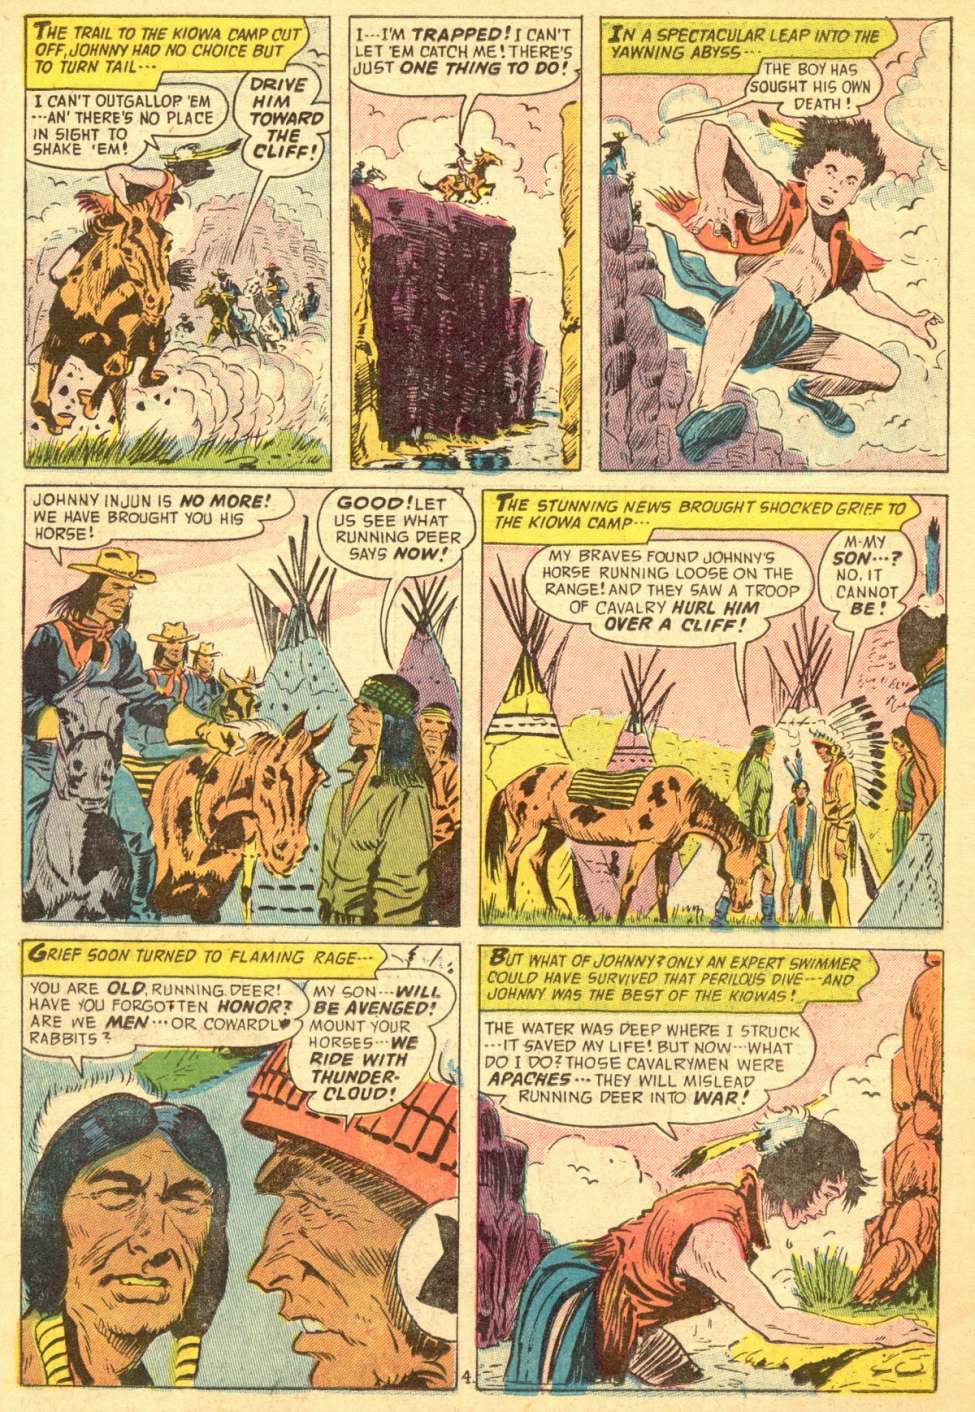 THE TRAIL TO THE KIOWA CAMP CUT
OFF, JOHNNY HAD NO CHOICE BUT
TO TURN TAIL---
I CAN'T OUTGALLOP 'EM
---AN' THERE'S NO PLACE
IN SIGHT TO
SHAKE 'EM!
DRIVE
HIM
TOWARD
THE
CLIFF!
I---I'M TRAPPED! I CAN'T
LET 'EM CATCH ME! THERE'S
JUST ONE THING TO DO!
IN A SPECTACULAR LEAP INTO THE
YAWNING ABYSS---
THE BOY HAS
SOUGHT HIS OWN
DEATH!
JOHNNY INJUN IS NO MORE!
WE HAVE BROUGHT YOU HIS
HORSE!
GOOD! LET
US SEE WHAT
RUNNING DEER
SAYS NOW!
THE STUNNING NEWS BROUGHT SHOCKED GRIEF TO
THE KIOWA CAMP---
MY BRAVES FOUND JOHNNY'S
HORSE RUNNING LOOSE ON THE
RANGE! AND THEY SAW A TROOP
OF CAVALRY HURL HIM
OVER A CLIFF!
M-MY
SON---?
NO. IT
CANNOT
BE!
GRIEF SOON TURNED TO FLAMING RAGE---
YOU ARE OLD, RUNNING DEER!
HAVE YOU FORGOTTEN HONOR?
ARE WE MEN---OR COWARDLY
RABBITS?
MY SON---WILL
BE AVENGED!
MOUNT YOUR
HORSES---WE
RIDE WITH
THUNDER-
CLOUD!
BUT WHAT OF JOHNNY? ONLY AN EXPERT SWIMMER
COULD HAVE SURVIVED THAT PERILOUS DIVE---AND
JOHNNY WAS THE BEST OF THE KIOWAS!
THE WATER WAS DEEP WHERE I STRUCK
---IT SAVED MY LIFE! BUT NOW---WHAT
DO I DO? THOSE CAVALRYMEN WERE
APACHES---THEY WILL MISLEAD
RUNNING DEER INTO WAR!
4